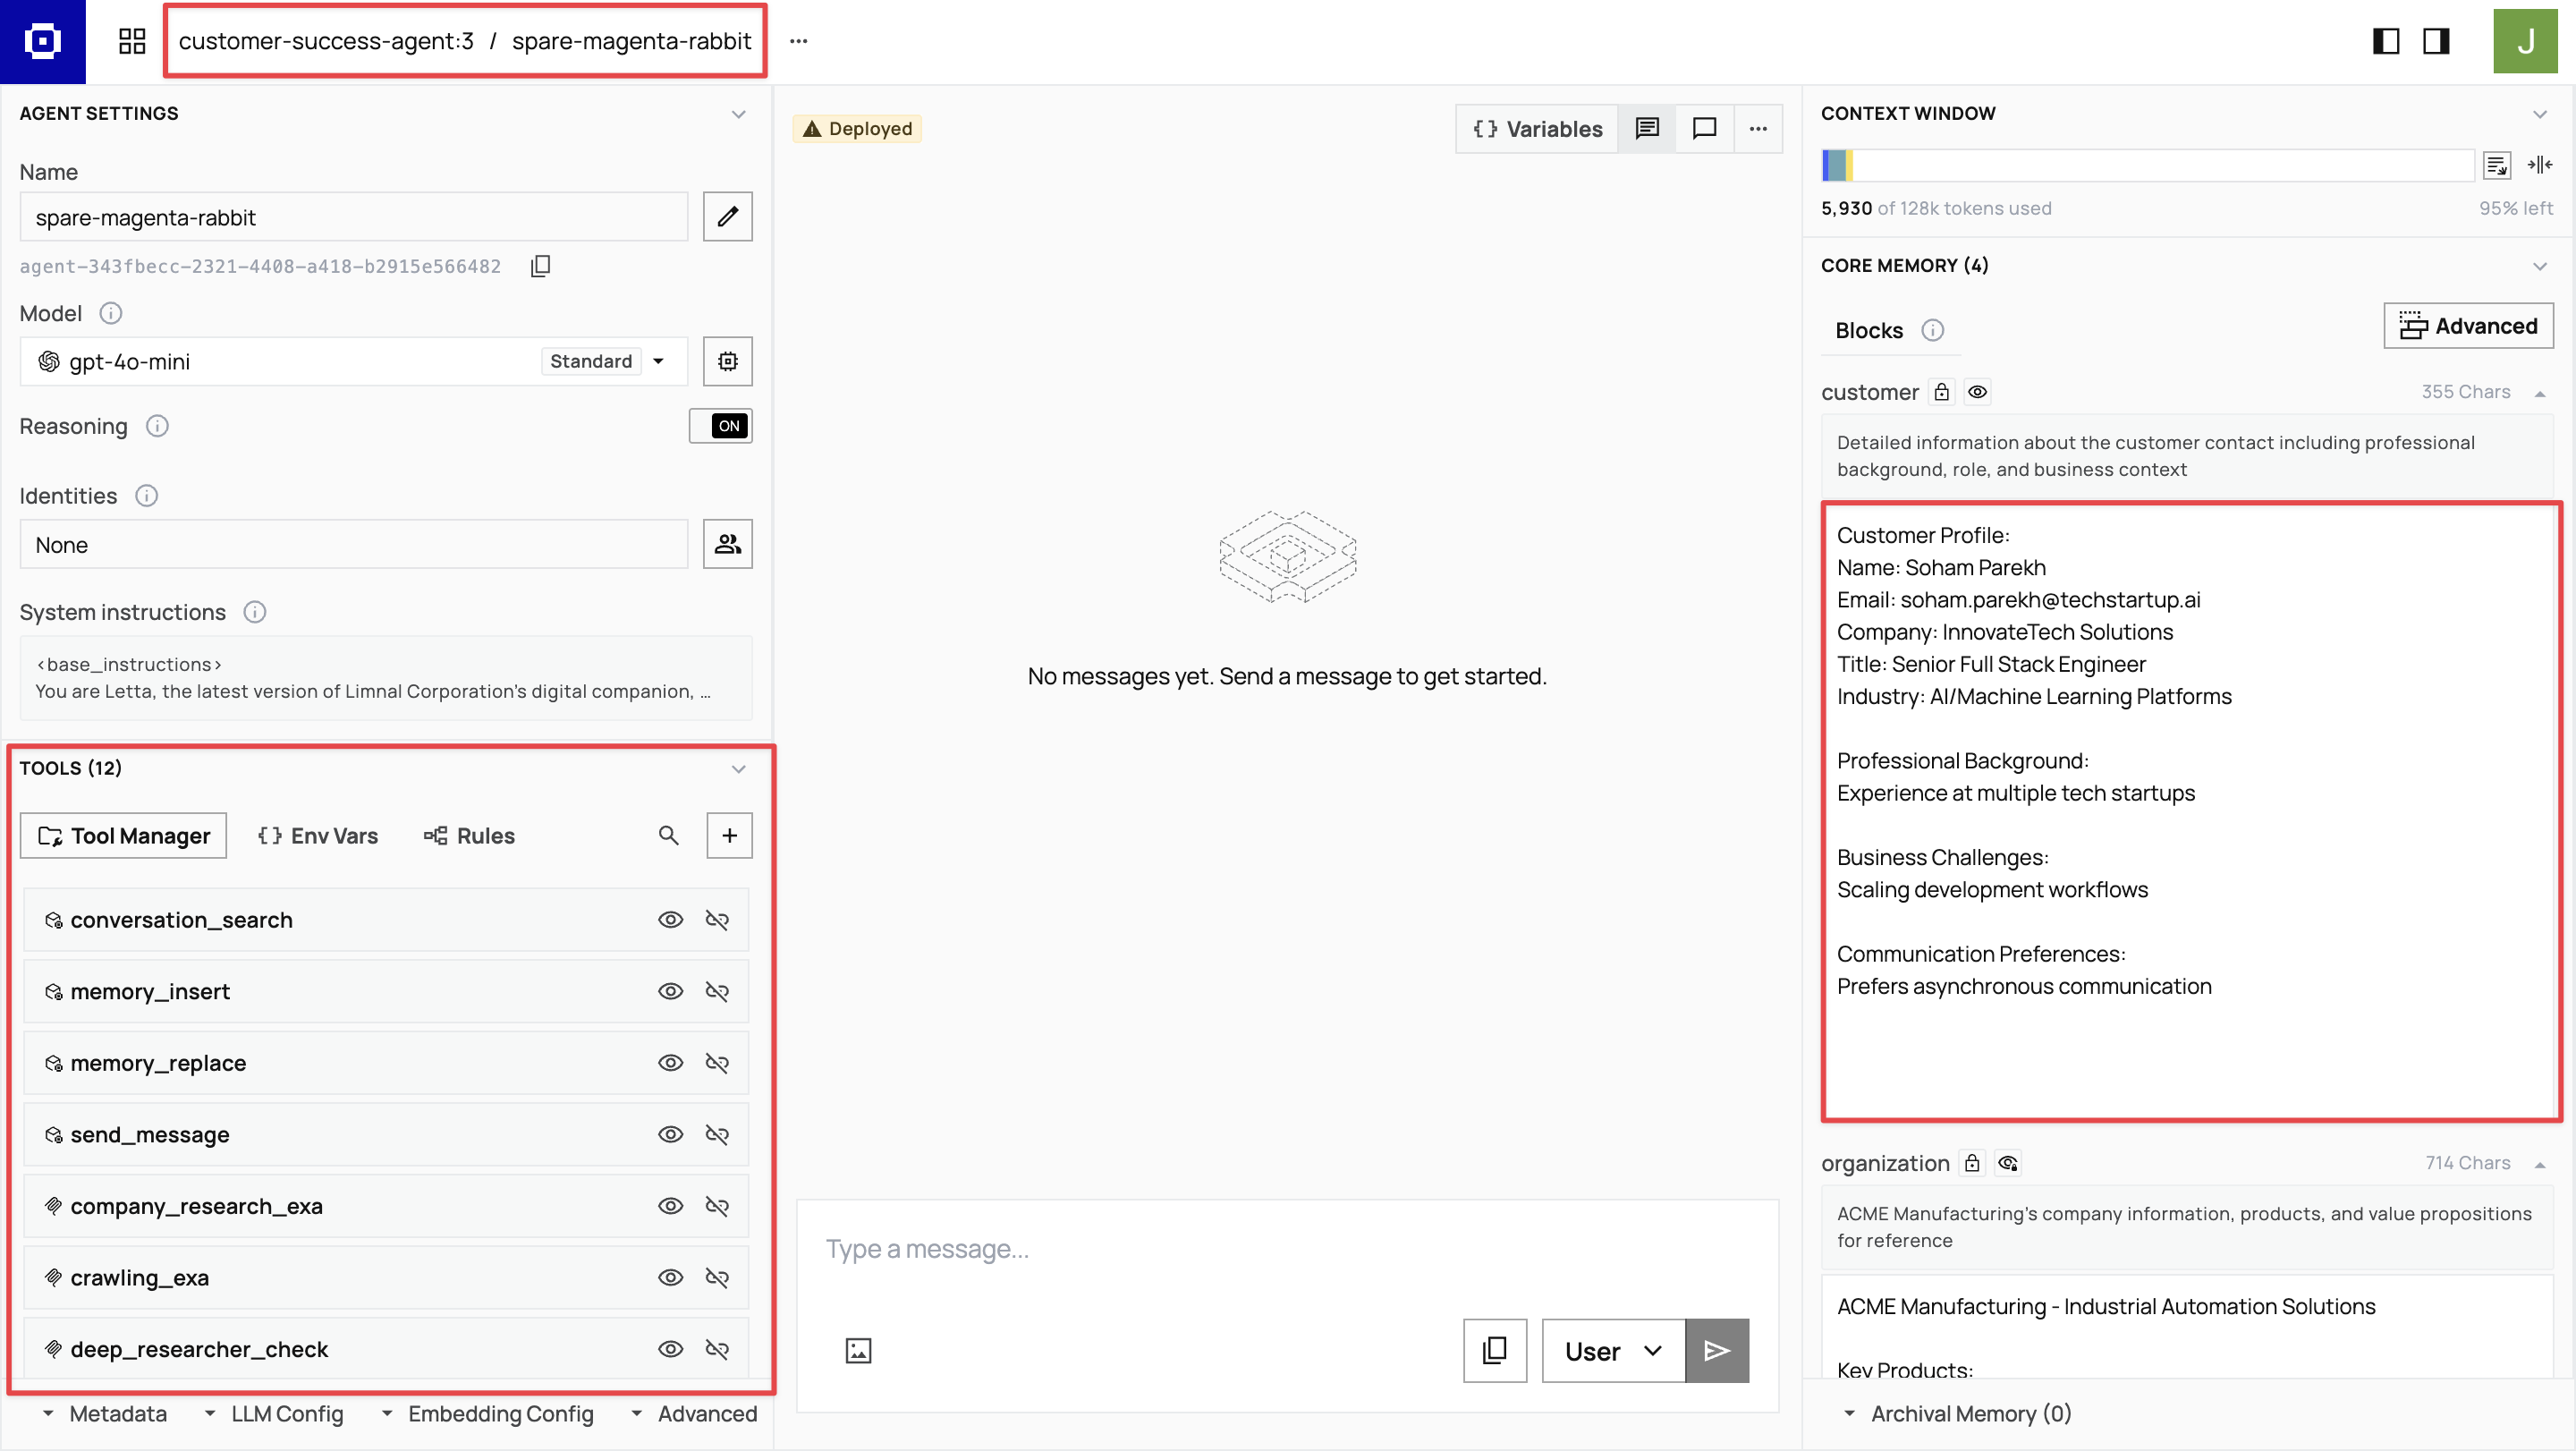 customer-success-agent:3 / spare-magenta-rabbit
J
AGENT SETTINGS
Name
spare-magenta-rabbit
agent-343fbecc-2321-4408-a418-b2915e566482
Model
gpt-4o-mini
Standard
Reasoning
ON
Identities
None
System instructions
<base_instructions>
You are Letta, the latest version of Limnal Corporation's digital companion, ...
TOOLS (12)
Tool Manager
{} Env Vars
Rules
+
conversation_search
memory_insert
memory_replace
send_message
company_research_exa
crawling_exa
deep_researcher_check
Metadata
LLM Config
Embedding Config
Advanced
Deployed
{} Variables
No messages yet. Send a message to get started.
Type a message...
User
CONTEXT WINDOW
5,930 of 128k tokens used
95% left
CORE MEMORY (4)
Blocks
Advanced
customer
355 Chars
Detailed information about the customer contact including professional
background, role, and business context
Customer Profile:
Name: Soham Parekh
Email: soham.parekh@techstartup.ai
Company: InnovateTech Solutions
Title: Senior Full Stack Engineer
Industry: AI/Machine Learning Platforms
Professional Background:
Experience at multiple tech startups
Business Challenges:
Scaling development workflows
Communication Preferences:
Prefers asynchronous communication
organization
714 Chars
ACME Manufacturing's company information, products, and value propositions
for reference
ACME Manufacturing - Industrial Automation Solutions
Key Products:
Archival Memory (0)